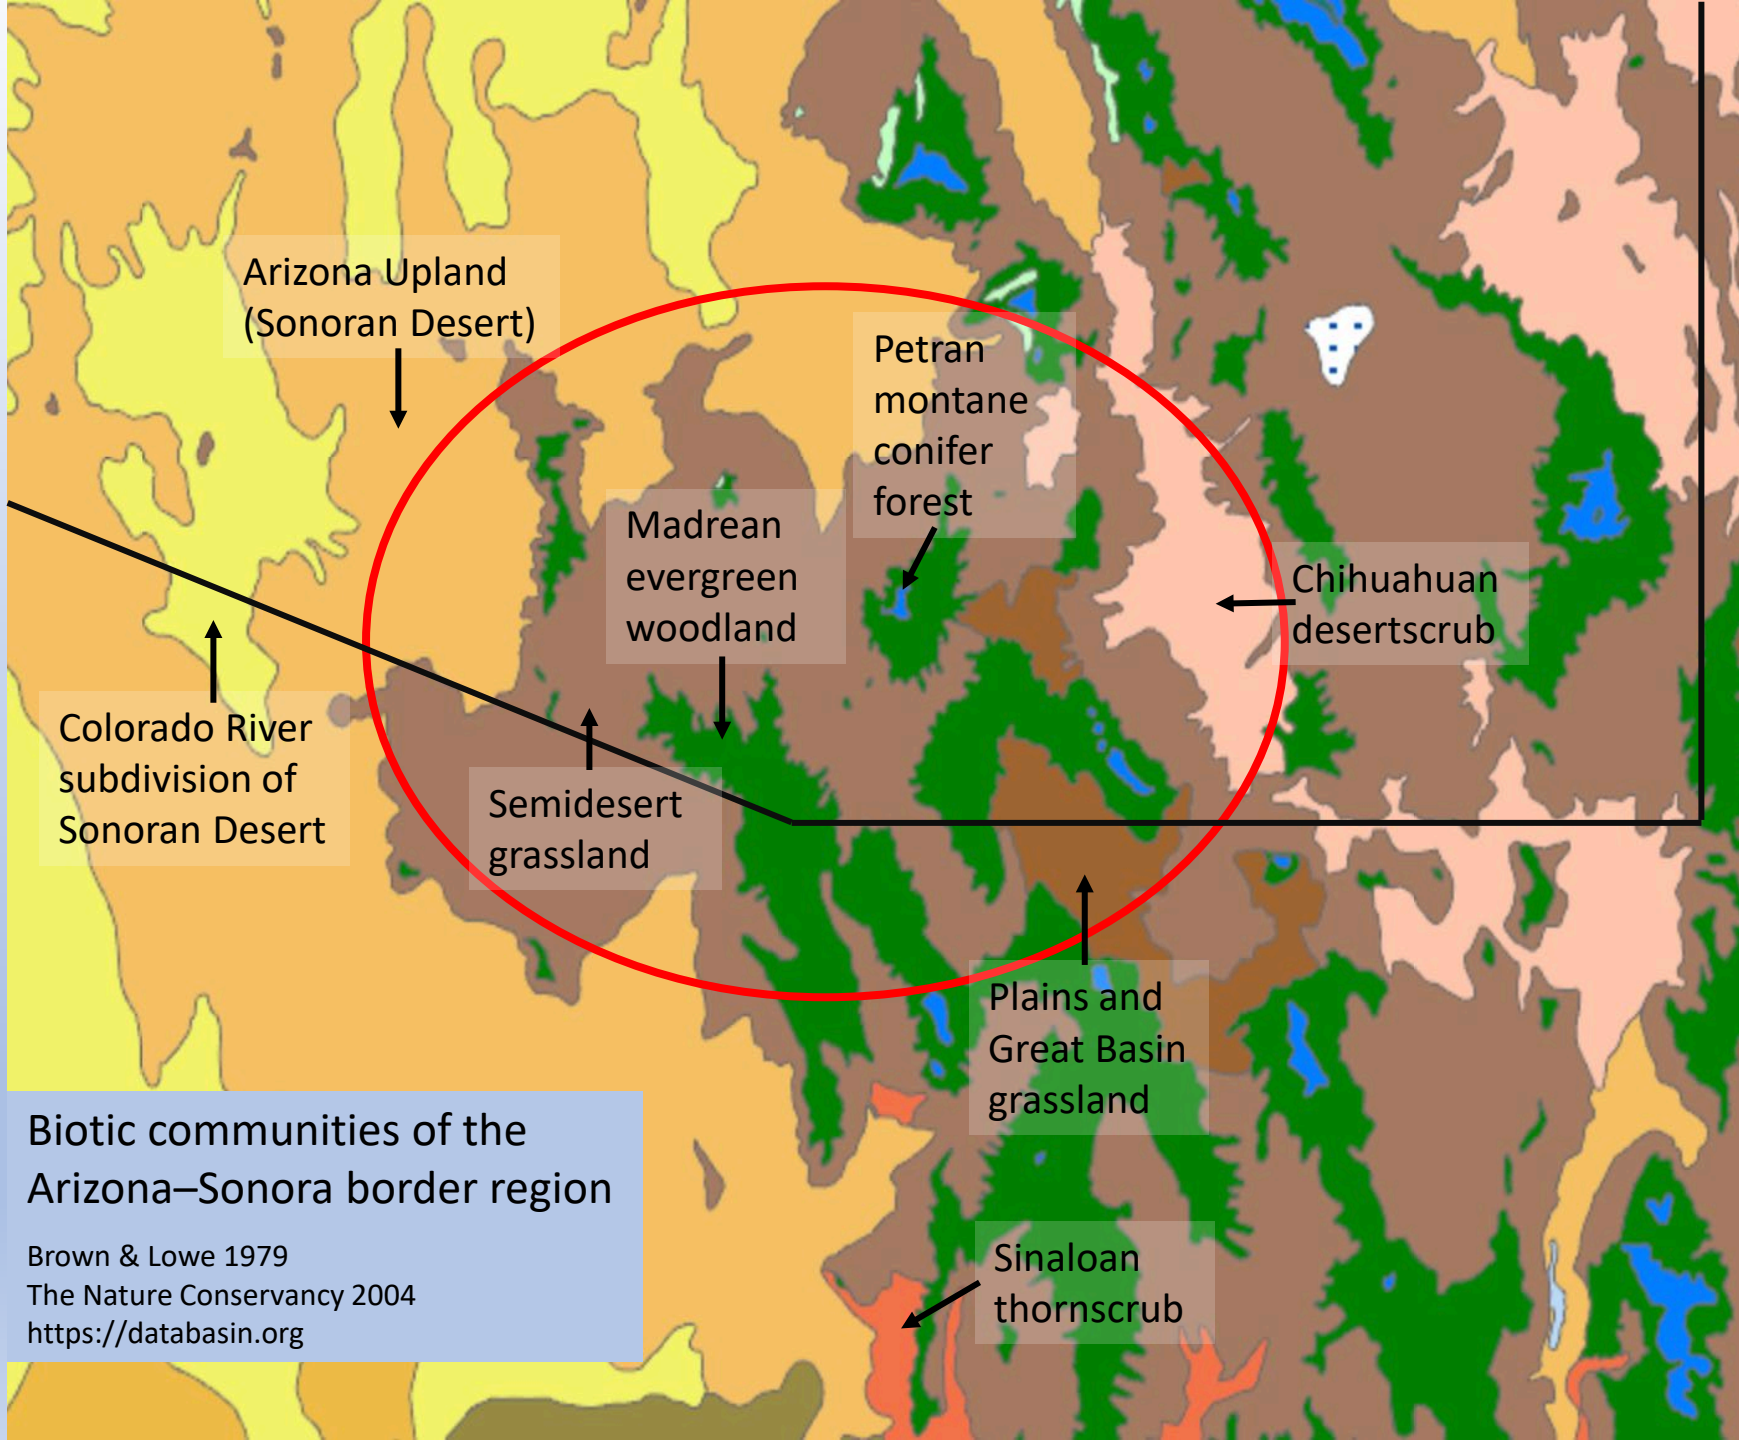 Arizona Upland
(Sonoran Desert)
Petran
montane
conifer
forest
Madrean
evergreen
woodland
Chihuahuan
desertscrub
Colorado River
subdivision of
Sonoran Desert
Semidesert
grassland
Plains and
Great Basin
grassland
Biotic communities of the
Arizona–Sonora border region
Brown & Lowe 1979
The Nature Conservancy 2004
https://databasin.org
Sinaloan
thornscrub